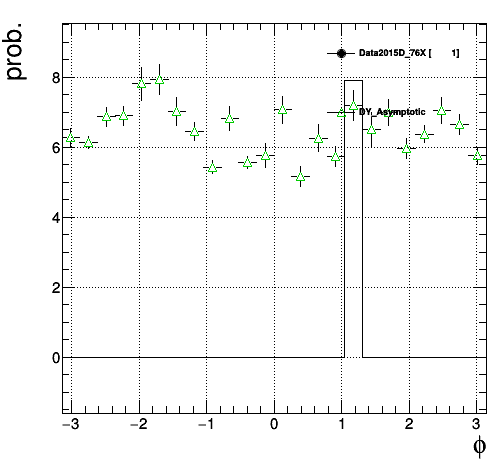 prob.
Data2015D_76X [ 1]
DY_Asymptotic
8
6
4
2
0
−3 −2 −1 0 1 2 3
ϕ